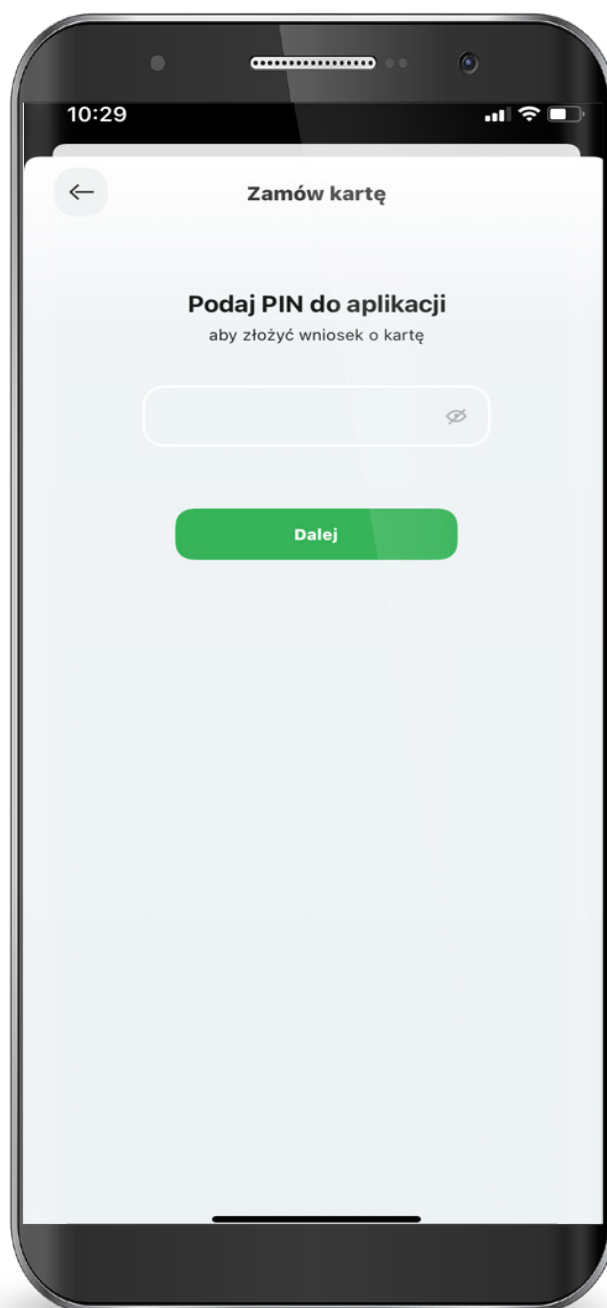 10:29
Zamów kartę
Podaj PIN do aplikacji
aby złożyć wniosek o kartę
Dalej